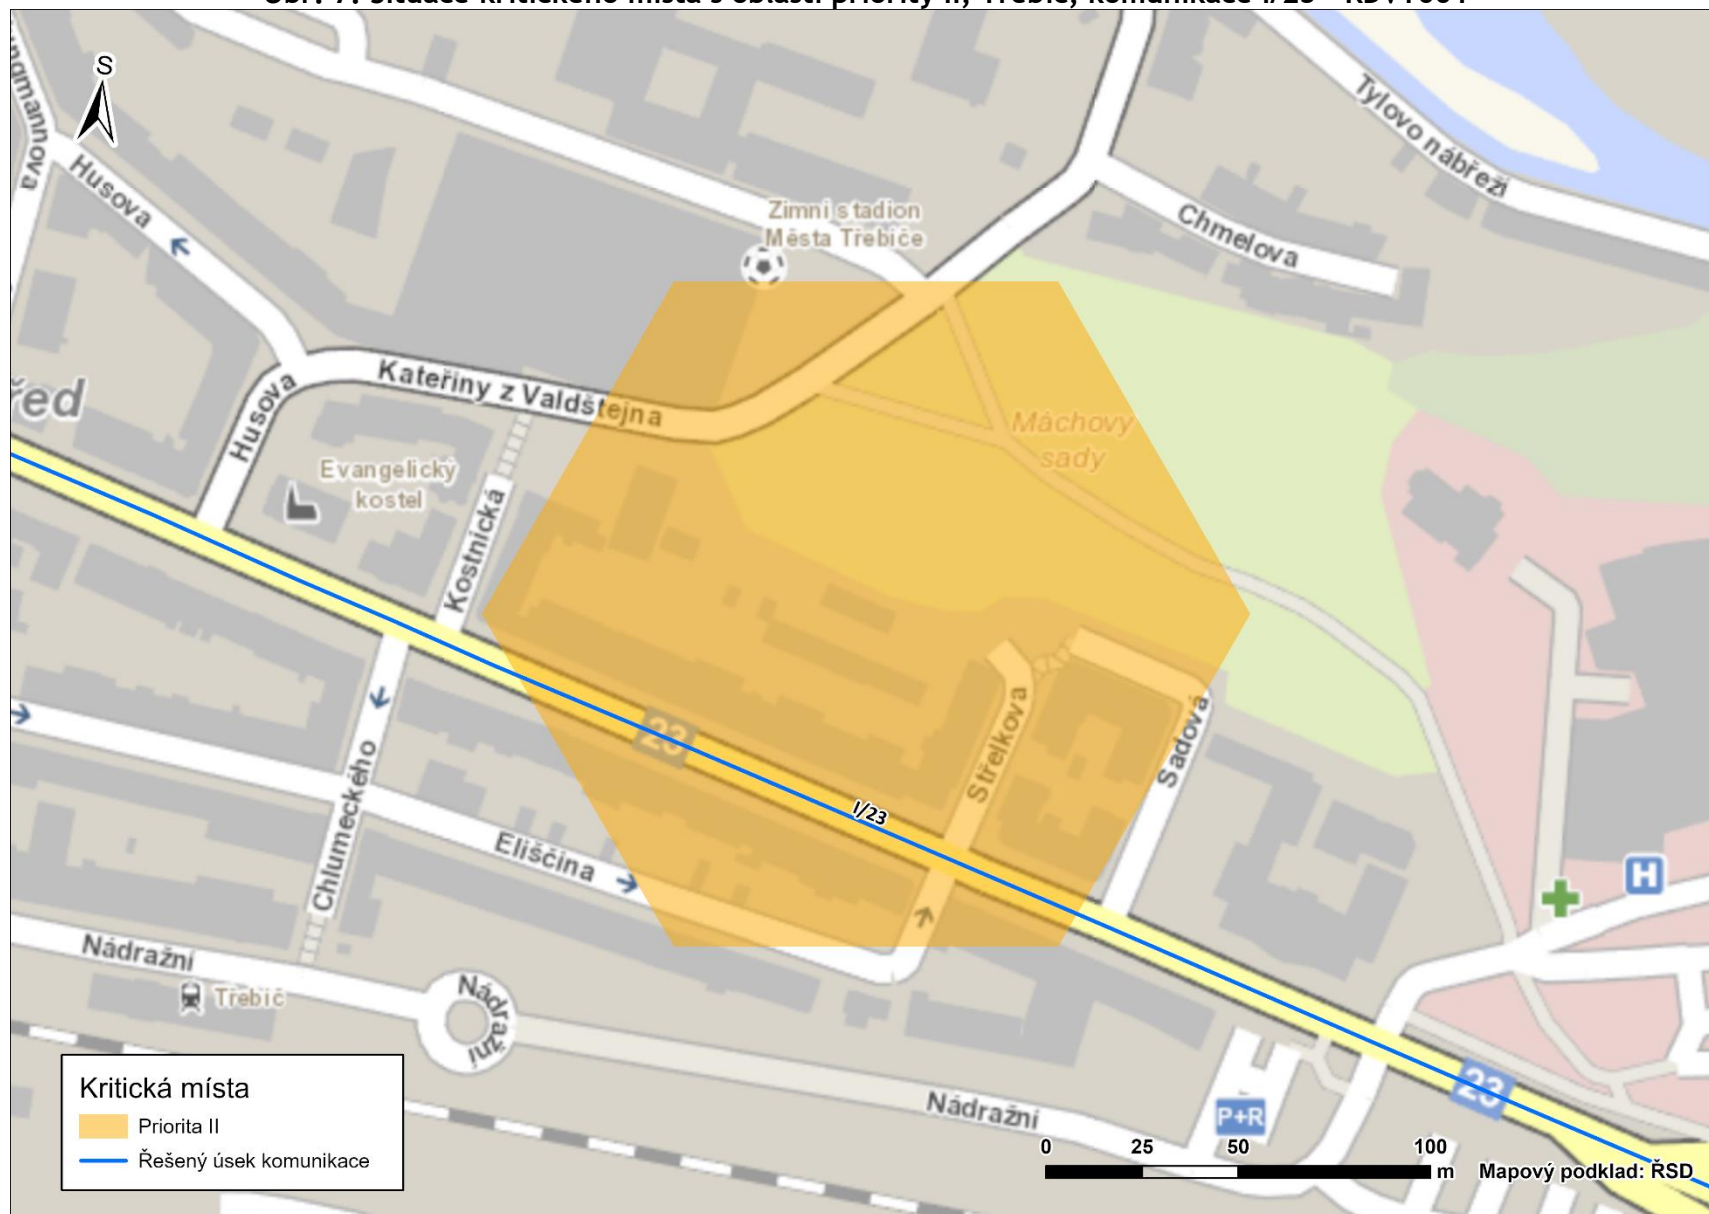 S
Husova
Tylovo nábřeží
Chmelova
Zimní stadion
Města Třebíče
Kateřiny z Valdštejna
Husova
Máchovy
sady
Evangelický
kostel
Kostnická
23
I/23
Střelkova
Sadová
Chlumeckého
Eliščina
Nádražní
Třebíč
Nádražní
Nádražní
H
P+R
23
Kritická místa
Priorita II
Řešený úsek komunikace
0 25 50 100
m
Mapový podklad: ŘSD